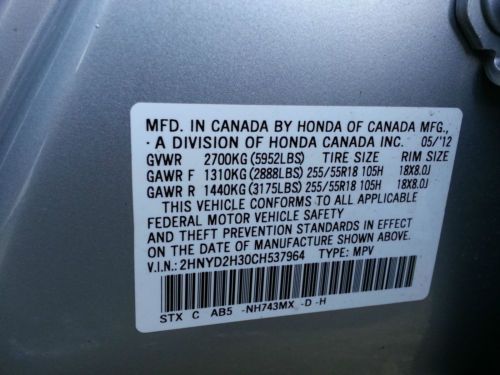 MFD. IN CANADA BY HONDA OF CANADA MFG.,
· A DIVISION OF HONDA CANADA INC. 05/'12
GVWR 2700KG (5952LBS) TIRE SIZE RIM SIZE
GAWR F 1310KG (2888LBS) 255/55R18 105H 18X8.0J
GAWR R 1440KG (3175LBS) 255/55R18 105H 18X8.0J
THIS VEHICLE CONFORMS TO ALL APPLICABLE
FEDERAL MOTOR VEHICLE SAFETY
AND THEFT PREVENTION STANDARDS IN EFFECT
ON THE DATE OF MANUFACTURE SHOWN ABOVE.
V.I.N.: 2HNYD2H30CH537964 TYPE: MPV
STX C AB5 -NH743MX -D -H